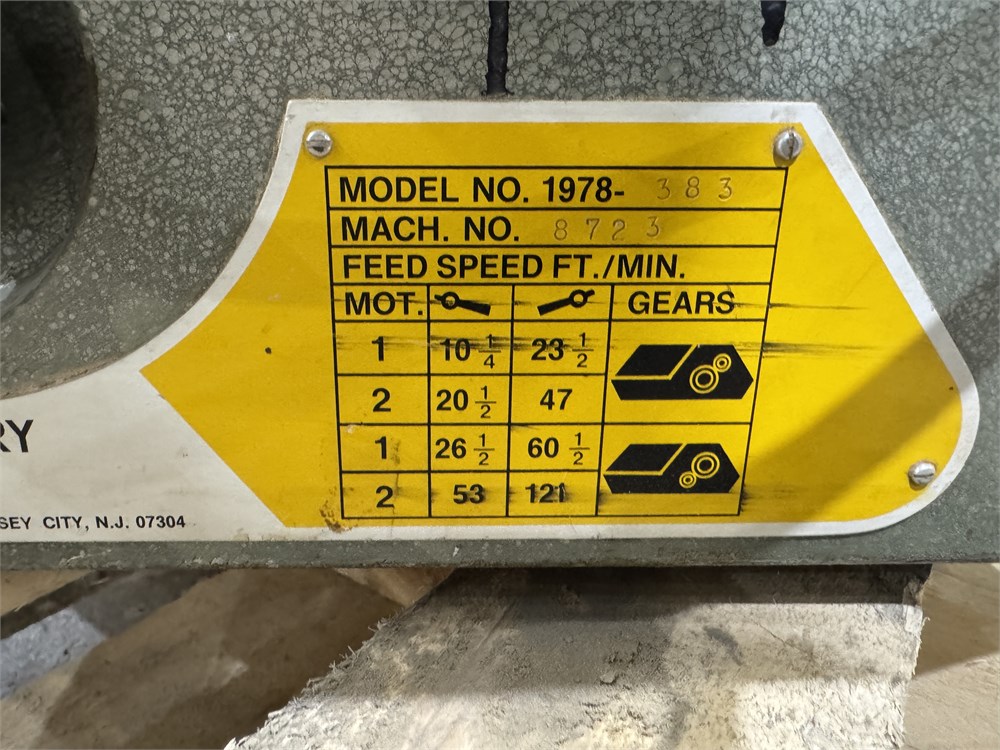 MODEL NO. 1978- 383
MACH. NO. 8723
FEED SPEED FT./MIN.
MOT. GEARS
1 10 1/4 23 1/2
2 20 1/2 47
1 26 1/2 60 1/2
2 53 121
RY
SEY CITY, N.J. 07304